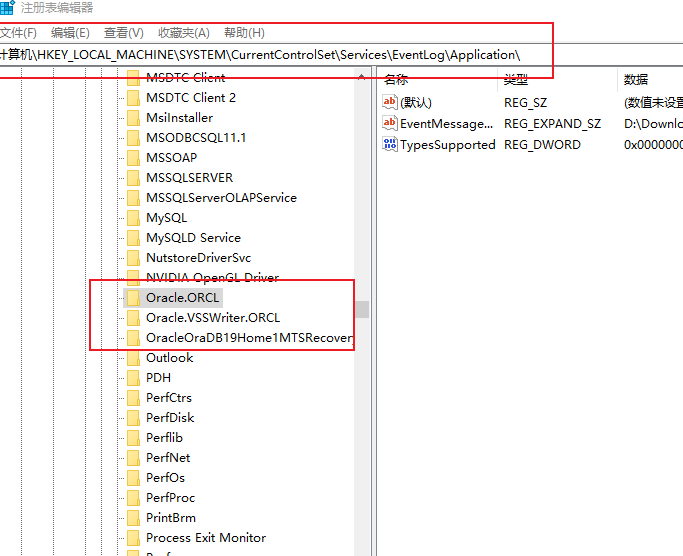 注册表编辑器
文件(F) 编辑(E) 查看(V) 收藏夹(A) 帮助(H)
计算机\HKEY_LOCAL_MACHINE\SYSTEM\CurrentControlSet\Services\EventLog\Application\
MSDTC Client
MSDTC Client 2
MsiInstaller
MSODBCSQL11.1
MSSOAP
MSSQLSERVER
MSSQLServerOLAPService
MySQL
MySQLD Service
NutstoreDriverSvc
NVIDIA OpenGL Driver
Oracle.ORCL
Oracle.VSSWriter.ORCL
OracleOraDB19Home1MTSRecovery
Outlook
PDH
PerfCtrs
PerfDisk
Perflib
PerfNet
PerfOs
PerfProc
PrintBrm
Process Exit Monitor
名称 类型 数据
(默认) REG_SZ (数值未设置
EventMessage... REG_EXPAND_SZ D:\Downlo
TypesSupported REG_DWORD 0x0000000